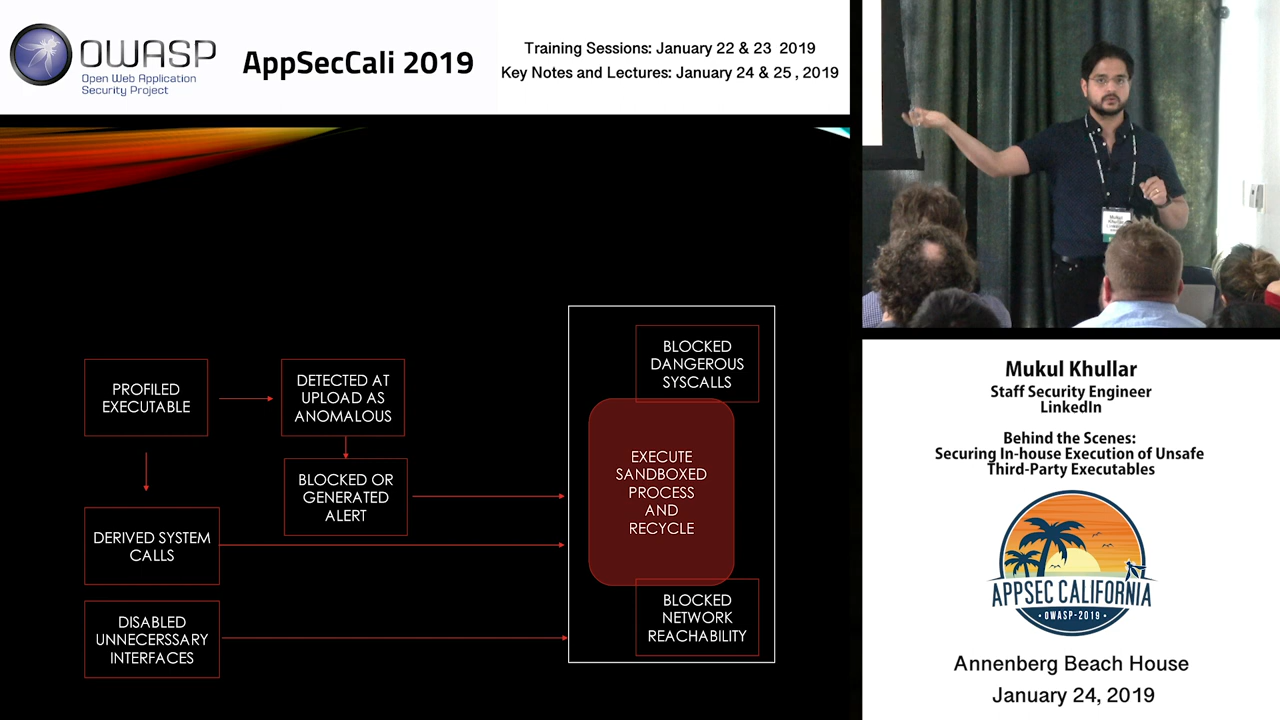 OWASP
Open Web Application
Security Project
AppSecCali 2019
Training Sessions: January 22 & 23 2019
Key Notes and Lectures: January 24 & 25 , 2019
PROFILED
EXECUTABLE
DETECTED AT
UPLOAD AS
ANOMALOUS
BLOCKED OR
GENERATED
ALERT
DERIVED SYSTEM
CALLS
DISABLED
UNNECERSSARY
INTERFACES
BLOCKED
DANGEROUS
SYSCALLS
EXECUTE
SANDBOXED
PROCESS
AND
RECYCLE
BLOCKED
NETWORK
REACHABILITY
Mukul
Khullar
Mukul Khullar
Staff Security Engineer
LinkedIn
Behind the Scenes:
Securing In-house Execution of Unsafe
Third-Party Executables
APPSEC CALIFORNIA
• OWASP-2019 •
Annenberg Beach House
January 24, 2019